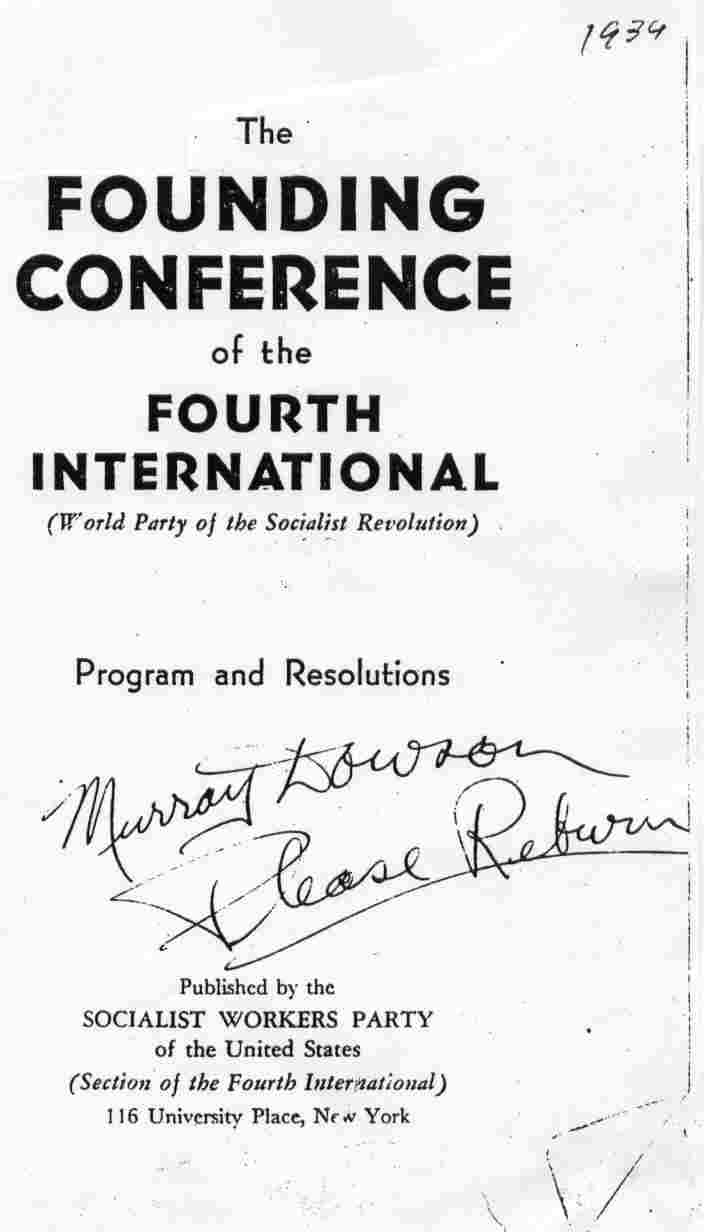 1939
The
FOUNDING
CONFERENCE
of the
FOURTH
INTERNATIONAL
(World Party of the Socialist Revolution)
Program and Resolutions
Murray Dowson
Please Return
Published by the
SOCIALIST WORKERS PARTY
of the United States
(Section of the Fourth International)
116 University Place, New York